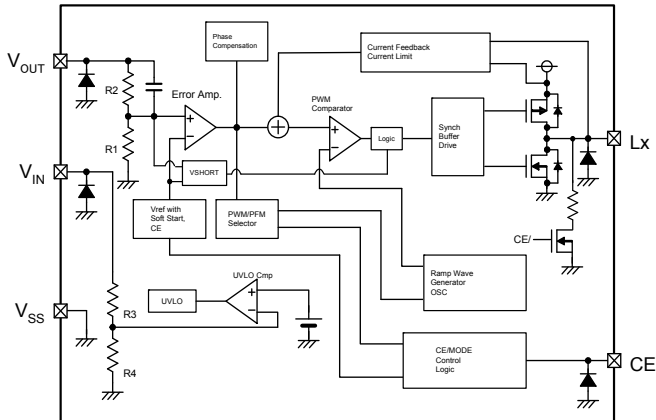 Phase
Compensation
Current Feedback
Current Limit
VOUT
R2
Error Amp.
PWM
Comparator
Synch
Buffer
Drive
Logic
R1
Lx
VIN
VSHORT
Vref with
Soft Start,
CE
PWM/PFM
Selector
CE/
UVLO Cmp
Ramp Wave
Generator
OSC
UVLO
VSS
R3
R4
CE/MODE
Control
Logic
CE